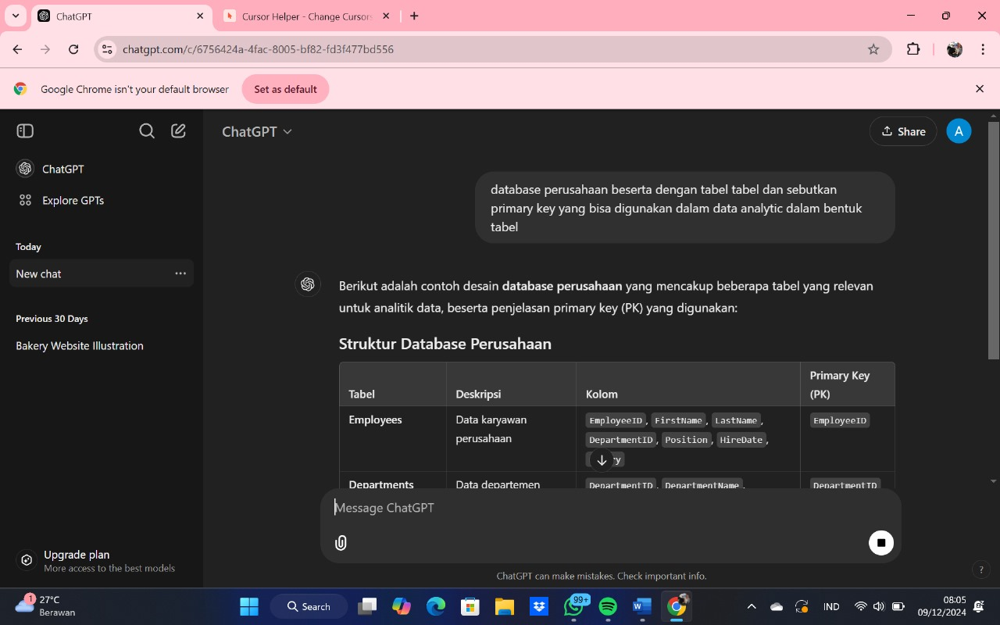 ChatGPT
Cursor Helper - Change Cursors
chatgpt.com/c/6756424a-4fac-8005-bf82-fd3f477bd556
Google Chrome isn't your default browser
Set as default
ChatGPT
Share
A
ChatGPT
Explore GPTs
Today
New chat
Previous 30 Days
Bakery Website Illustration
Upgrade plan
More access to the best models
database perusahaan beserta dengan tabel tabel dan sebutkan
primary key yang bisa digunakan dalam data analytic dalam bentuk
tabel
Berikut adalah contoh desain database perusahaan yang mencakup beberapa tabel yang relevan
untuk analitik data, beserta penjelasan primary key (PK) yang digunakan:
Struktur Database Perusahaan
Tabel Deskripsi Kolom Primary Key (PK)
Employees Data karyawan EmployeeID, FirstName, LastName, EmployeeID
perusahaan DepartmentID, Position, HireDate,
y
Departments Data departemen DepartmentID, DepartmentName, DepartmentID
Message ChatGPT
ChatGPT can make mistakes. Check important info.
?
1
27°C
Berawan
Search
99+
IND
08:05
09/12/2024